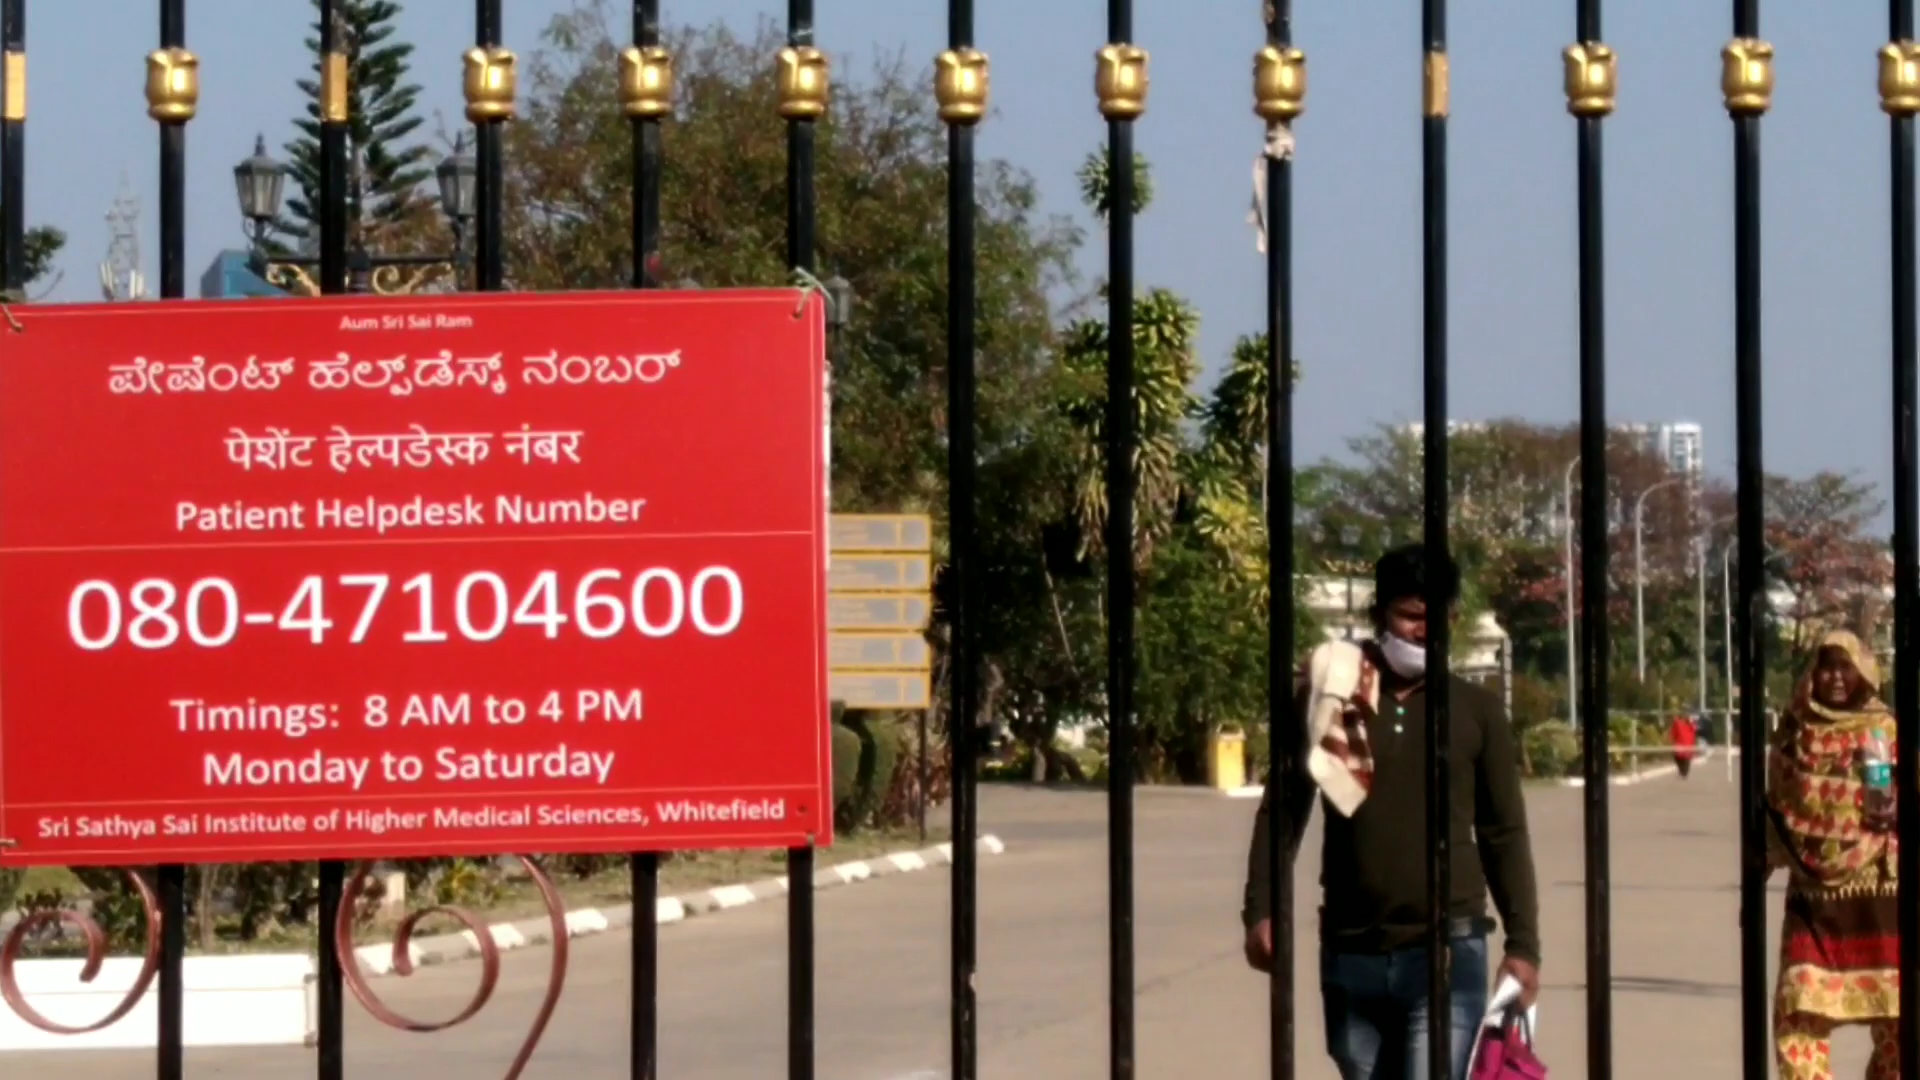 Aum Sri Sai Ram
ಪೇಷೆಂಟ್ ಹೆಲ್ಪ್‌ಡೆಸ್ಕ್ ನಂಬರ್
पेशेंट हेल्पडेस्क नंबर
Patient Helpdesk Number
080-47104600
Timings: 8 AM to 4 PM
Monday to Saturday
Sri Sathya Sai Institute of Higher Medical Sciences, Whitefield